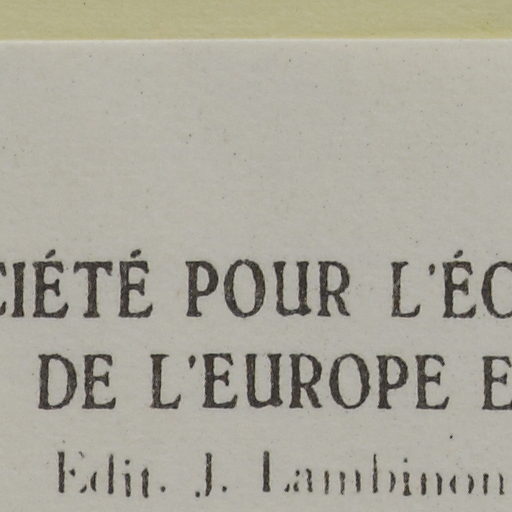 CIÉTÉ POUR L'ÉC
DE L'EUROPE E
Edit. J. Lambinon